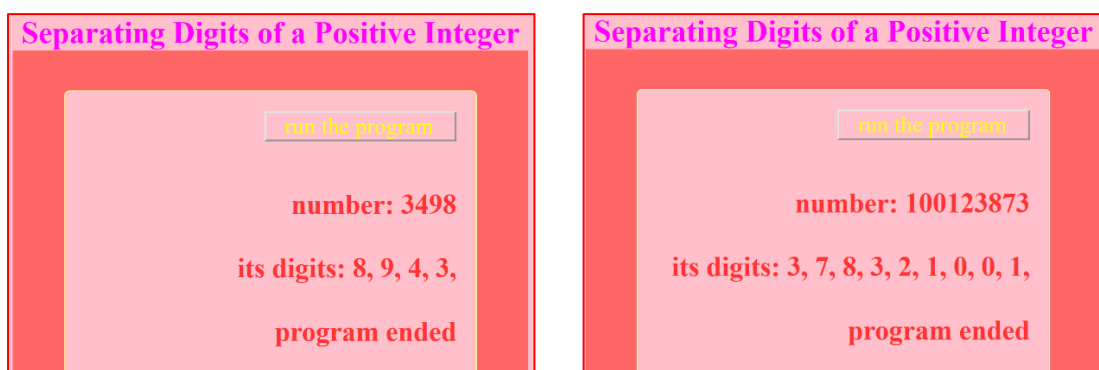 Separating Digits of a Positive Integer
run the program
number: 3498
its digits: 8, 9, 4, 3,
program ended
Separating Digits of a Positive Integer
run the program
number: 100123873
its digits: 3, 7, 8, 3, 2, 1, 0, 0, 1,
program ended